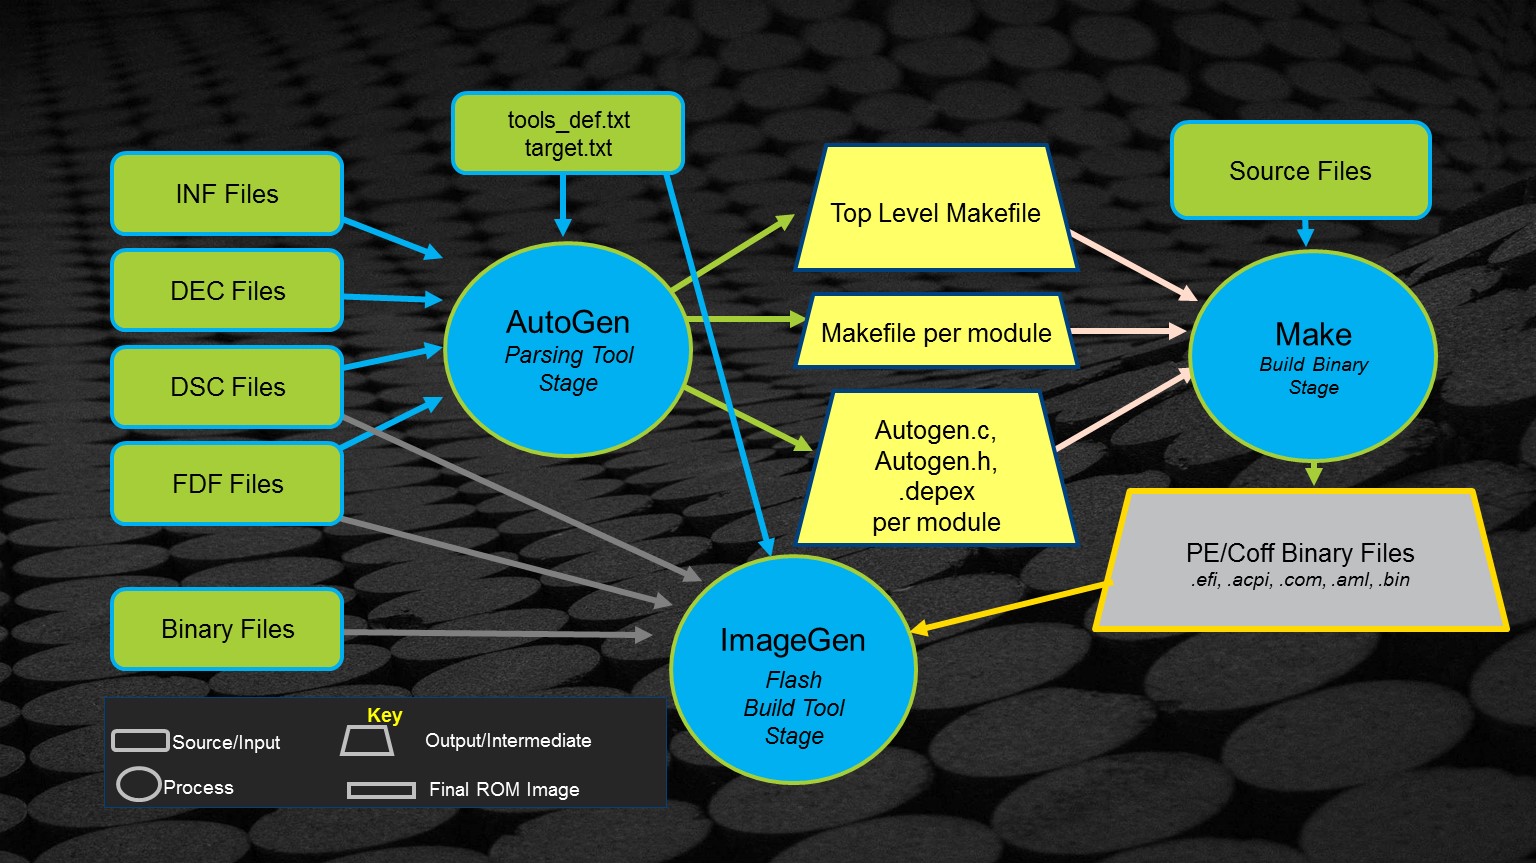 tools_def.txt
target.txt
INF Files
DEC Files
DSC Files
FDF Files
Binary Files
AutoGen
Parsing Tool
Stage
Top Level Makefile
Makefile per module
Autogen.c,
Autogen.h,
.depex
per module
Source Files
Make
Build Binary
Stage
PE/Coff Binary Files
.efi, .acpi, .com, .aml, .bin
ImageGen
Flash
Build Tool
Stage
Key
Source/Input
Output/Intermediate
Process
Final ROM Image